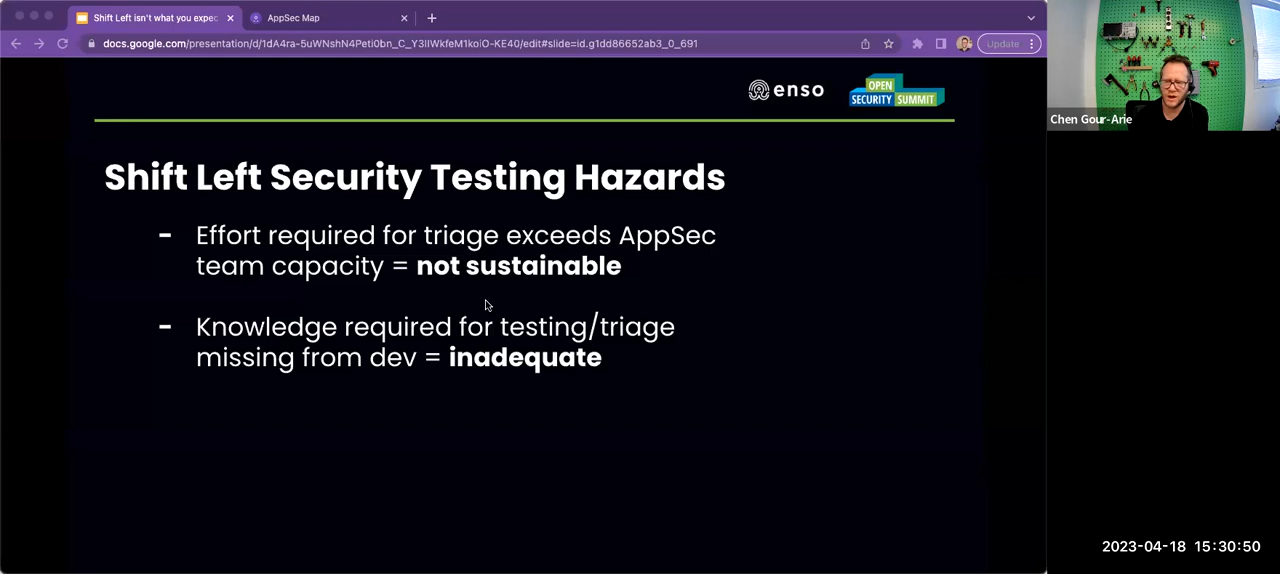 Shift Left isn't what you expec
AppSec Map
docs.google.com/presentation/d/1dA4ra-5uWNshN4Peti0bn_C_Y3IIWkfeM1koiO-KE40/edit#slide=id.g1dd86652ab3_0_691
Update
enso
OPEN
SECURITY SUMMIT
Chen Gour-Arie
Shift Left Security Testing Hazards
- Effort required for triage exceeds AppSec
team capacity = not sustainable
- Knowledge required for testing/triage
missing from dev = inadequate
2023-04-18 15:30:50